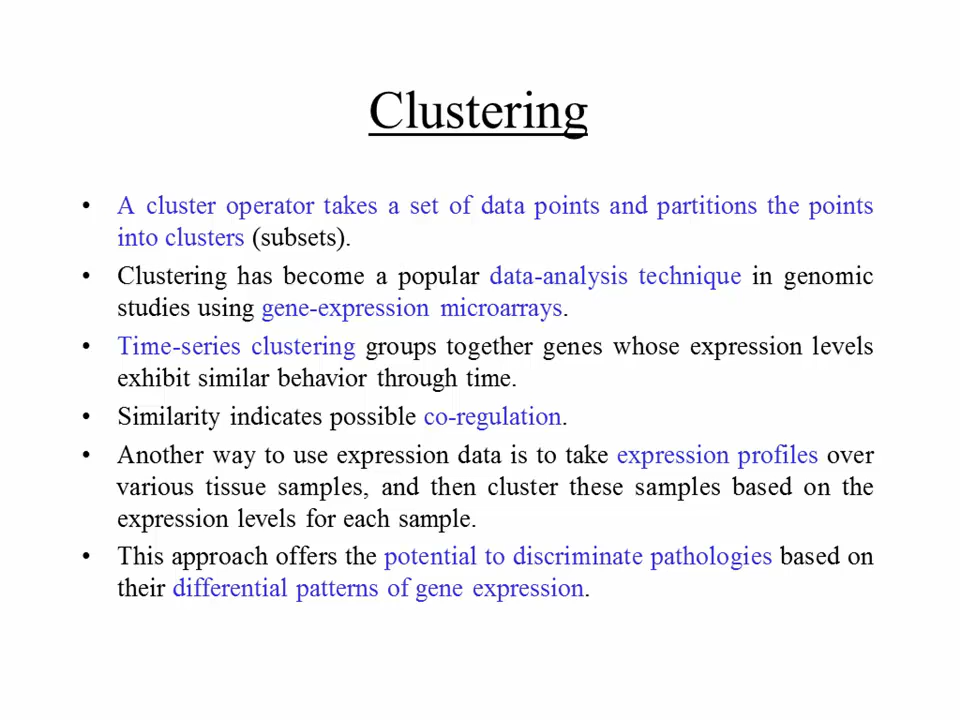 Clustering
• A cluster operator takes a set of data points and partitions the points
into clusters (subsets).
• Clustering has become a popular data-analysis technique in genomic
studies using gene-expression microarrays.
• Time-series clustering groups together genes whose expression levels
exhibit similar behavior through time.
• Similarity indicates possible co-regulation.
• Another way to use expression data is to take expression profiles over
various tissue samples, and then cluster these samples based on the
expression levels for each sample.
• This approach offers the potential to discriminate pathologies based on
their differential patterns of gene expression.